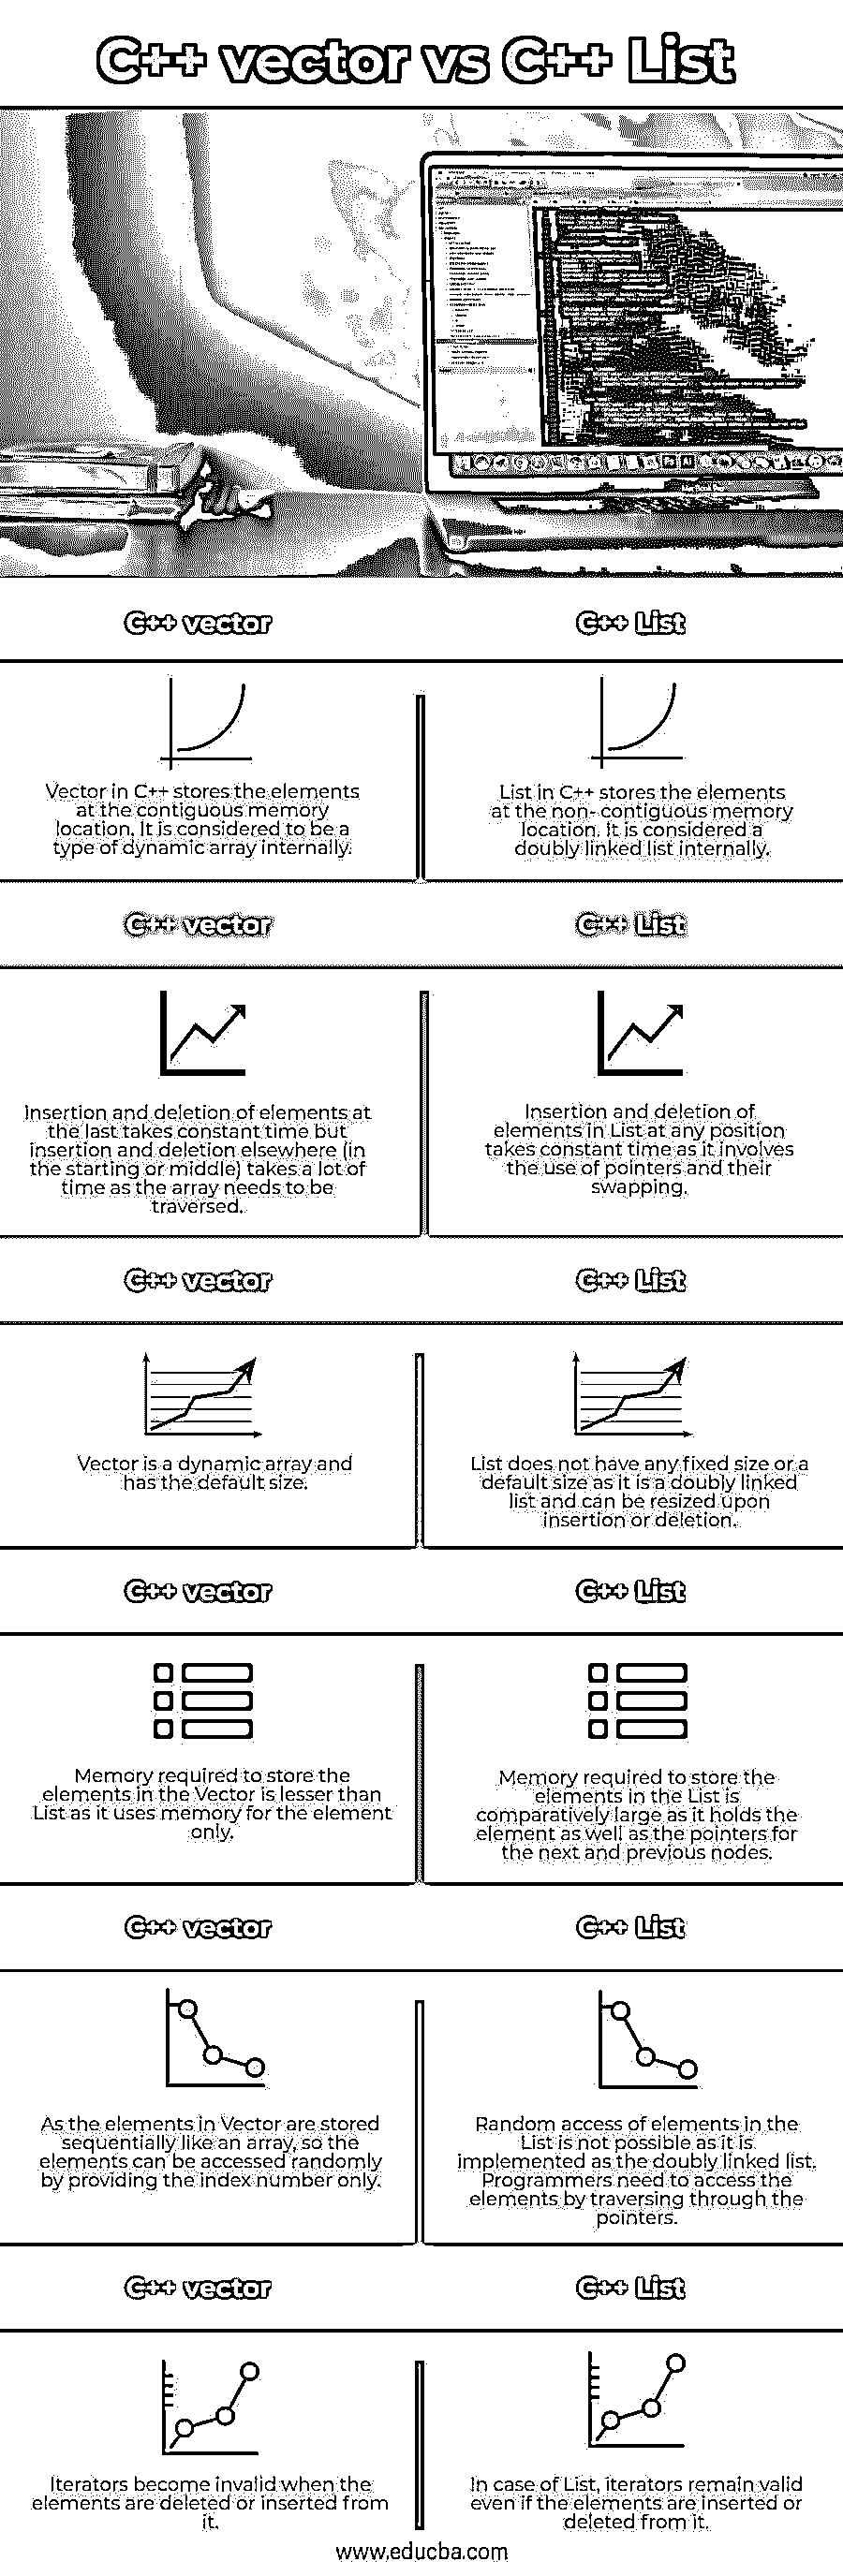 C++ vector vs C++ List
C++ vector
C++ List
Vector in C++ stores the elements
at the contiguous memory
location. It is considered to be a
type of dynamic array internally.
List in C++ stores the elements
at the non- contiguous memory
location. It is considered a
doubly linked list internally.
C++ vector
C++ List
Insertion and deletion of elements at
the last takes constant time but
insertion and deletion elsewhere (in
the starting or middle) takes a lot of
time as the array needs to be
traversed.
Insertion and deletion of
elements in List at any position
takes constant time as it involves
the use of pointers and their
swapping.
C++ vector
C++ List
Vector is a dynamic array and
has the default size.
List does not have any fixed size or a
default size as it is a doubly linked
list and can be resized upon
insertion or deletion.
C++ vector
C++ List
Memory required to store the
elements in the Vector is lesser than
List as it uses memory for the element
only.
Memory required to store the
elements in the List is
comparatively large as it holds the
element as well as the pointers for
the next and previous nodes.
C++ vector
C++ List
As the elements in Vector are stored
sequentially like an array, so the
elements can be accessed randomly
by providing the index number only.
Random access of elements in the
List is not possible as it is
implemented as the doubly linked list.
Programmers need to access the
elements by traversing through the
pointers.
C++ vector
C++ List
Iterators become invalid when the
elements are deleted or inserted from
it.
In case of List, iterators remain valid
even if the elements are inserted or
deleted from it.
www.educba.com